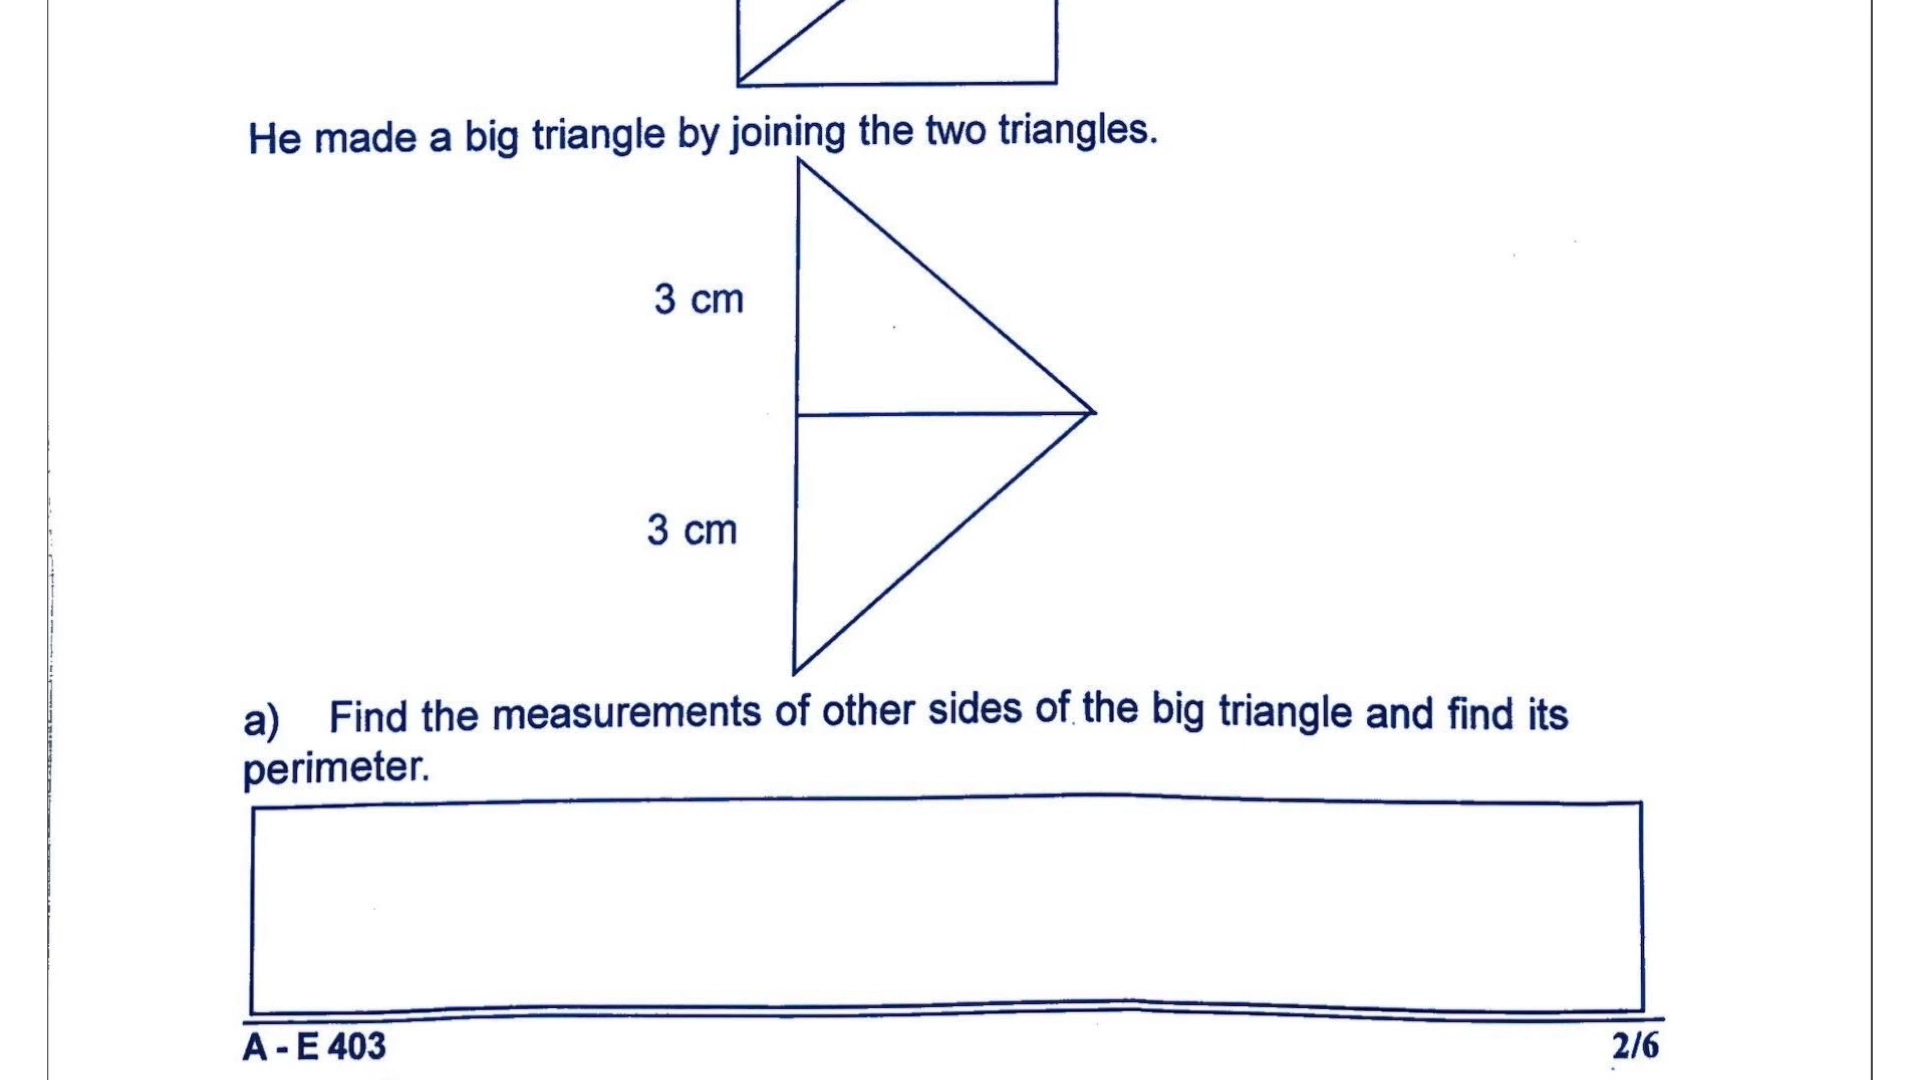 He made a big triangle by joining the two triangles.
3 cm
3 cm
a) Find the measurements of other sides of the big triangle and find its
perimeter.
A - E 403
2/6